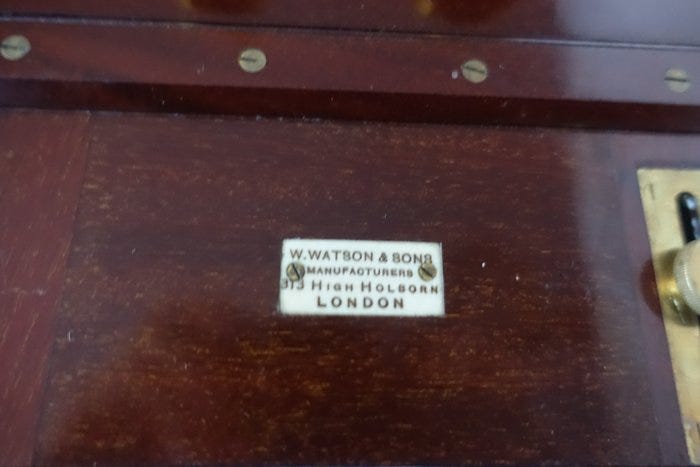 W. WATSON & SONS
MANUFACTURERS
313 HIGH HOLBORN
LONDON